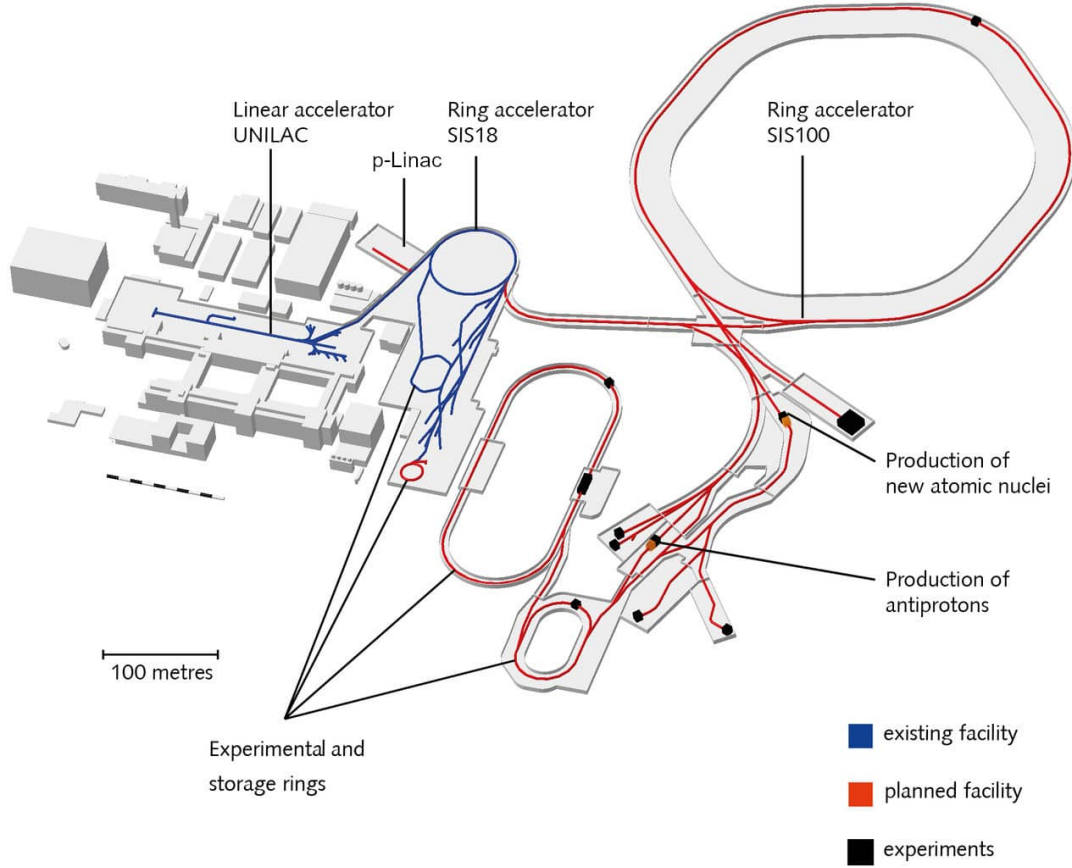 Linear accelerator
UNILAC
p-Linac
Ring accelerator
SIS18
Ring accelerator
SIS100
Production of
new atomic nuclei
Production of
antiprotons
100 metres
Experimental and
storage rings
existing facility
planned facility
experiments